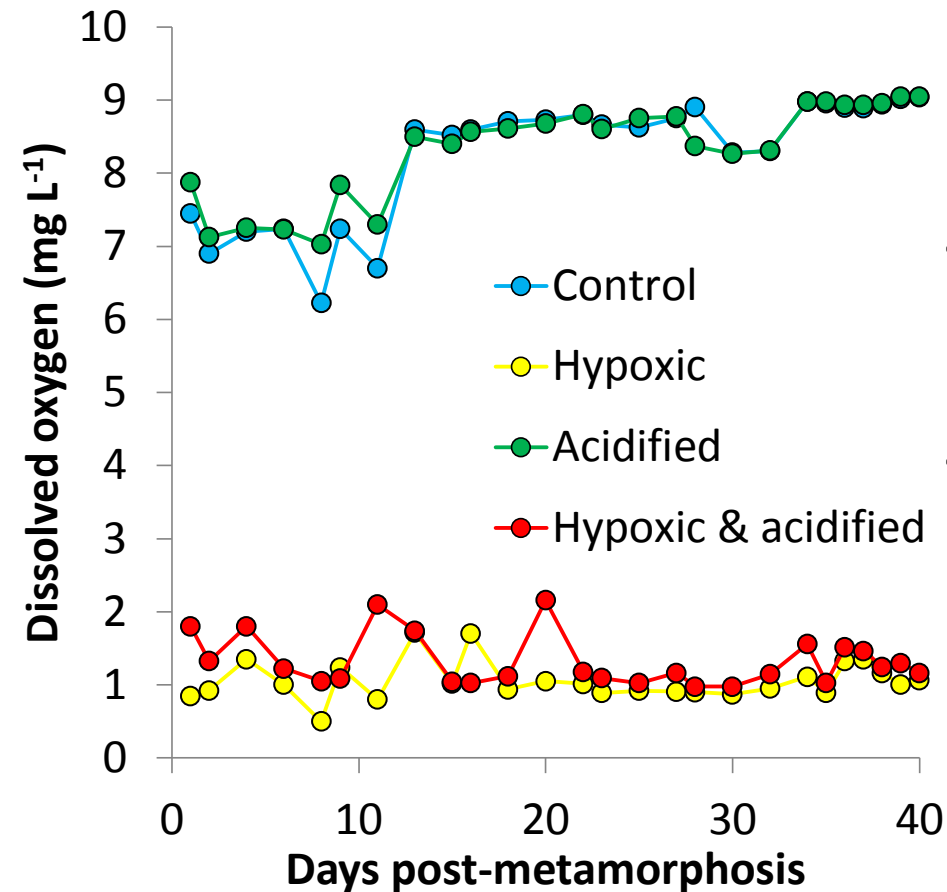 Dissolved oxygen (mg L⁻¹)
10
9
8
7
6
5
4
3
2
1
0
Control
Hypoxic
Acidified
Hypoxic & acidified
0 10 20 30 40
Days post-metamorphosis